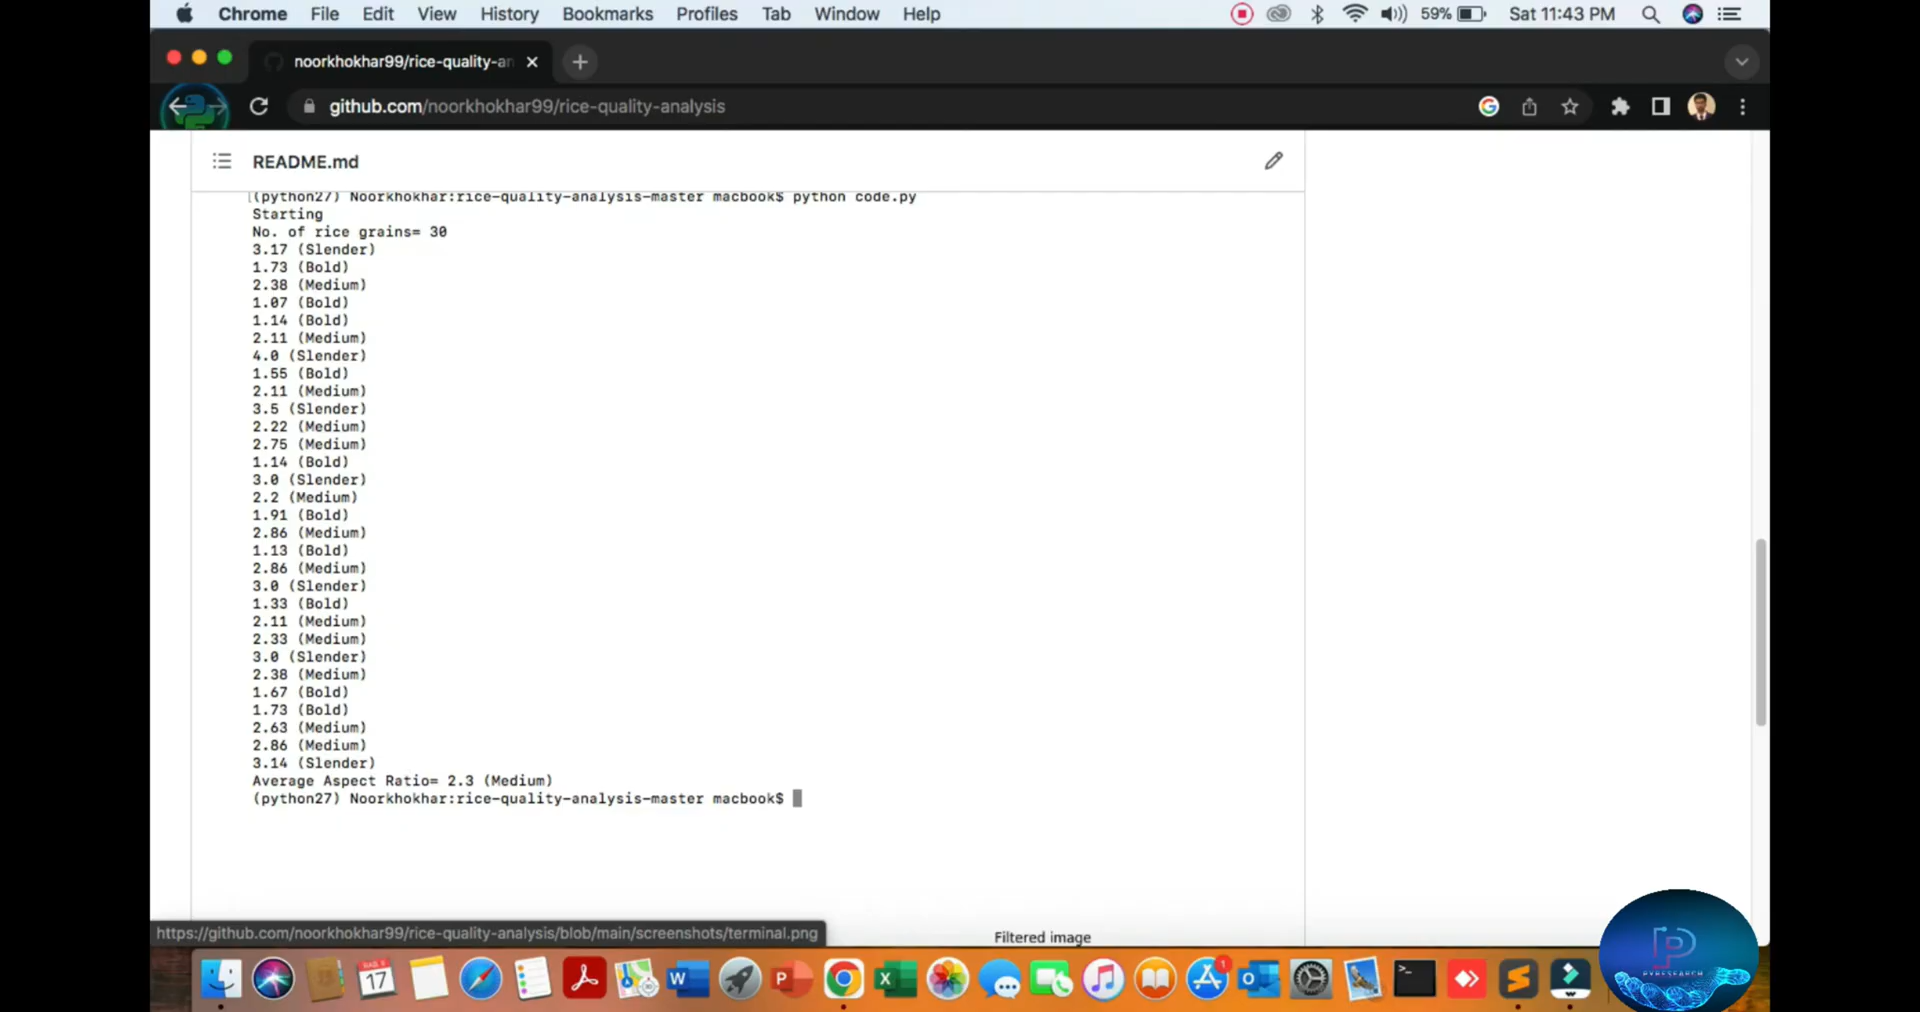 Chrome File Edit View History Bookmarks Profiles Tab Window Help 59% Sat 11:43 PM
noorkhokhar99/rice-quality-an
github.com/noorkhokhar99/rice-quality-analysis
README.md
(python27) Noorkhokhar:rice-quality-analysis-master macbook$ python code.py
Starting
No. of rice grains= 30
3.17 (Slender)
1.73 (Bold)
2.38 (Medium)
1.07 (Bold)
1.14 (Bold)
2.11 (Medium)
4.0 (Slender)
1.55 (Bold)
2.11 (Medium)
3.5 (Slender)
2.22 (Medium)
2.75 (Medium)
1.14 (Bold)
3.0 (Slender)
2.2 (Medium)
1.91 (Bold)
2.86 (Medium)
1.13 (Bold)
2.86 (Medium)
3.0 (Slender)
1.33 (Bold)
2.11 (Medium)
2.33 (Medium)
3.0 (Slender)
2.38 (Medium)
1.67 (Bold)
1.73 (Bold)
2.63 (Medium)
2.86 (Medium)
3.14 (Slender)
Average Aspect Ratio= 2.3 (Medium)
(python27) Noorkhokhar:rice-quality-analysis-master macbook$
https://github.com/noorkhokhar99/rice-quality-analysis/blob/main/screenshots/terminal.png
Filtered image
17
1
PYRESEARCH